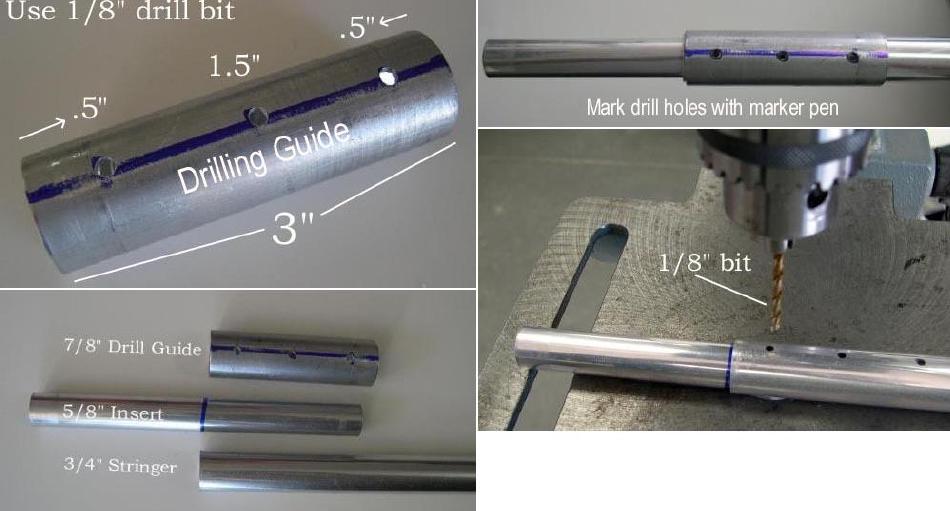 Use 1/8" drill bit
.5"
1.5"
.5"
Drilling Guide
3"
Mark drill holes with marker pen
1/8" bit
7/8" Drill Guide
5/8" Insert
3/4" Stringer